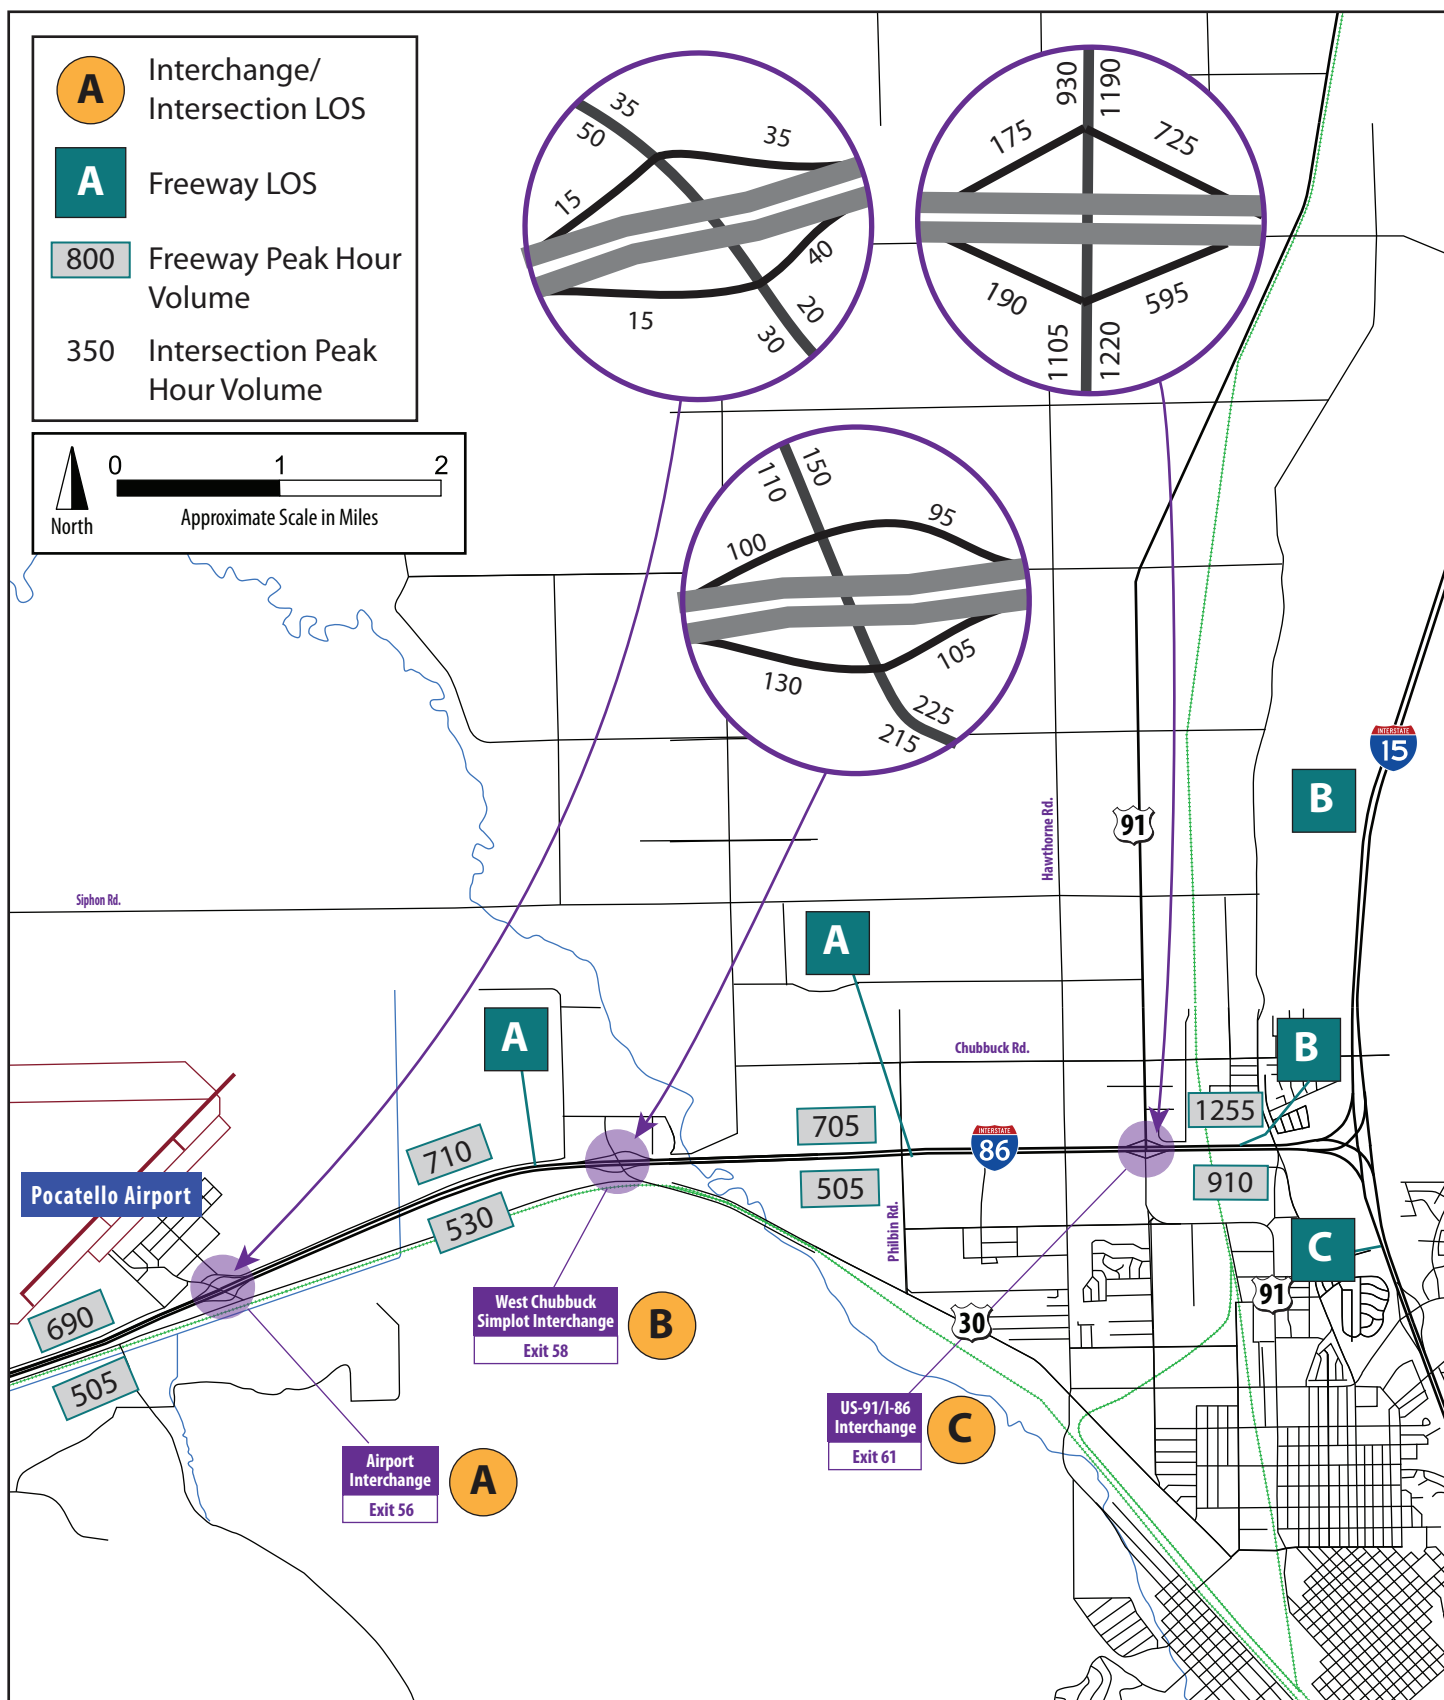 A
Interchange/
Intersection LOS
A
Freeway LOS
800
Freeway Peak Hour
Volume
350
Intersection Peak
Hour Volume
0
1
2
North
Approximate Scale in Miles
35
50
35
15
40
15
20
30
930
1190
175
725
190
595
1105
1220
150
110
95
100
105
130
225
215
INTERSTATE
15
B
91
Hawthorne Rd.
Siphon Rd.
A
A
Chubbuck Rd.
B
1255
705
INTERSTATE
86
710
505
910
Pocatello Airport
530
Philbin Rd.
C
91
690
505
West Chubbuck
Simplot Interchange
Exit 58
B
30
US-91/I-86
Interchange
Exit 61
C
Airport
Interchange
Exit 56
A